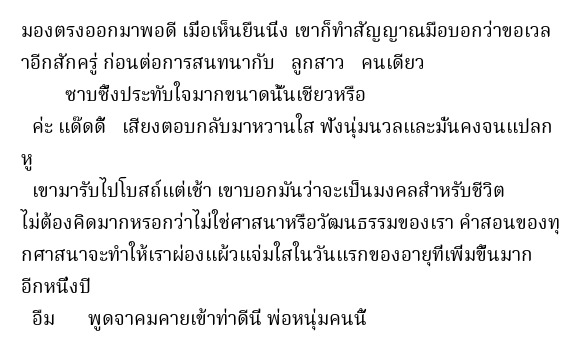 มองตรงออกมาพอดี เมื่อเห็นยืนนิ่ง เขาก็ทำสัญญาณมือบอกว่าขอเวล
าอีกสักครู่ ก่อนต่อการสนทนากับ ลูกสาว คนเดียว
ซาบซึ้งประทับใจมากขนาดนั้นเชียวหรือ
ค่ะ แด๊ดดี้ เสียงตอบกลับมาหวานใส ฟังนุ่มนวลและมั่นคงจนแปลก
หู
เขามารับไปโบสถ์แต่เช้า เขาบอกมันว่าจะเป็นมงคลสำหรับชีวิต
ไม่ต้องคิดมากหรอกว่าไม่ใช่ศาสนาหรือวัฒนธรรมของเรา คำสอนของทุ
กศาสนาจะทำให้เราผ่องแผ้วแจ่มใสในวันแรกของอายุที่เพิ่มขึ้นมาก
อีกหนึ่งปี
อืม พูดจาคมคายเข้าท่าดีนี่ พ่อหนุ่มคนนี้